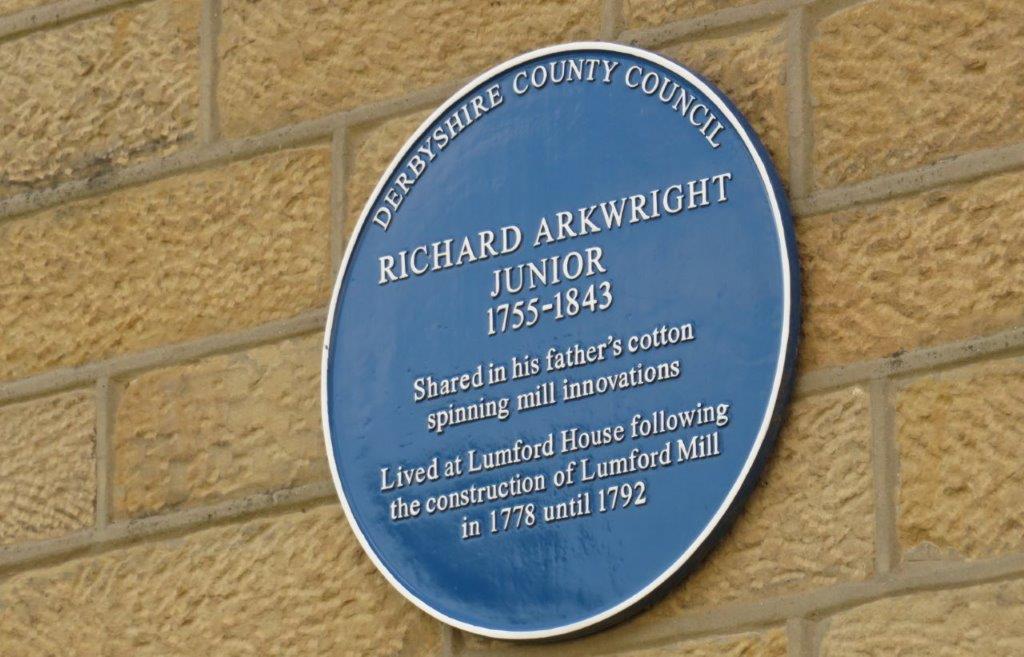 DERBYSHIRE COUNTY COUNCIL
RICHARD ARKWRIGHT
JUNIOR
1755-1843
Shared in his father's cotton
spinning mill innovations
Lived at Lumford House following
the construction of Lumford Mill
in 1778 until 1792